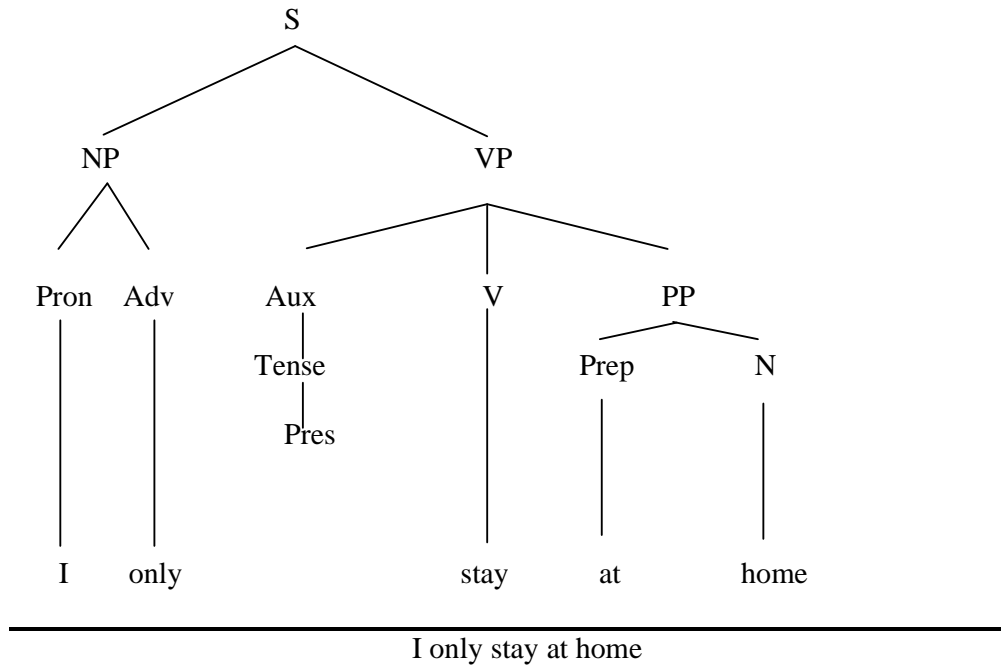 S
NP VP
Pron Adv Aux V PP
Tense Prep N
Pres
I only stay at home
I only stay at home